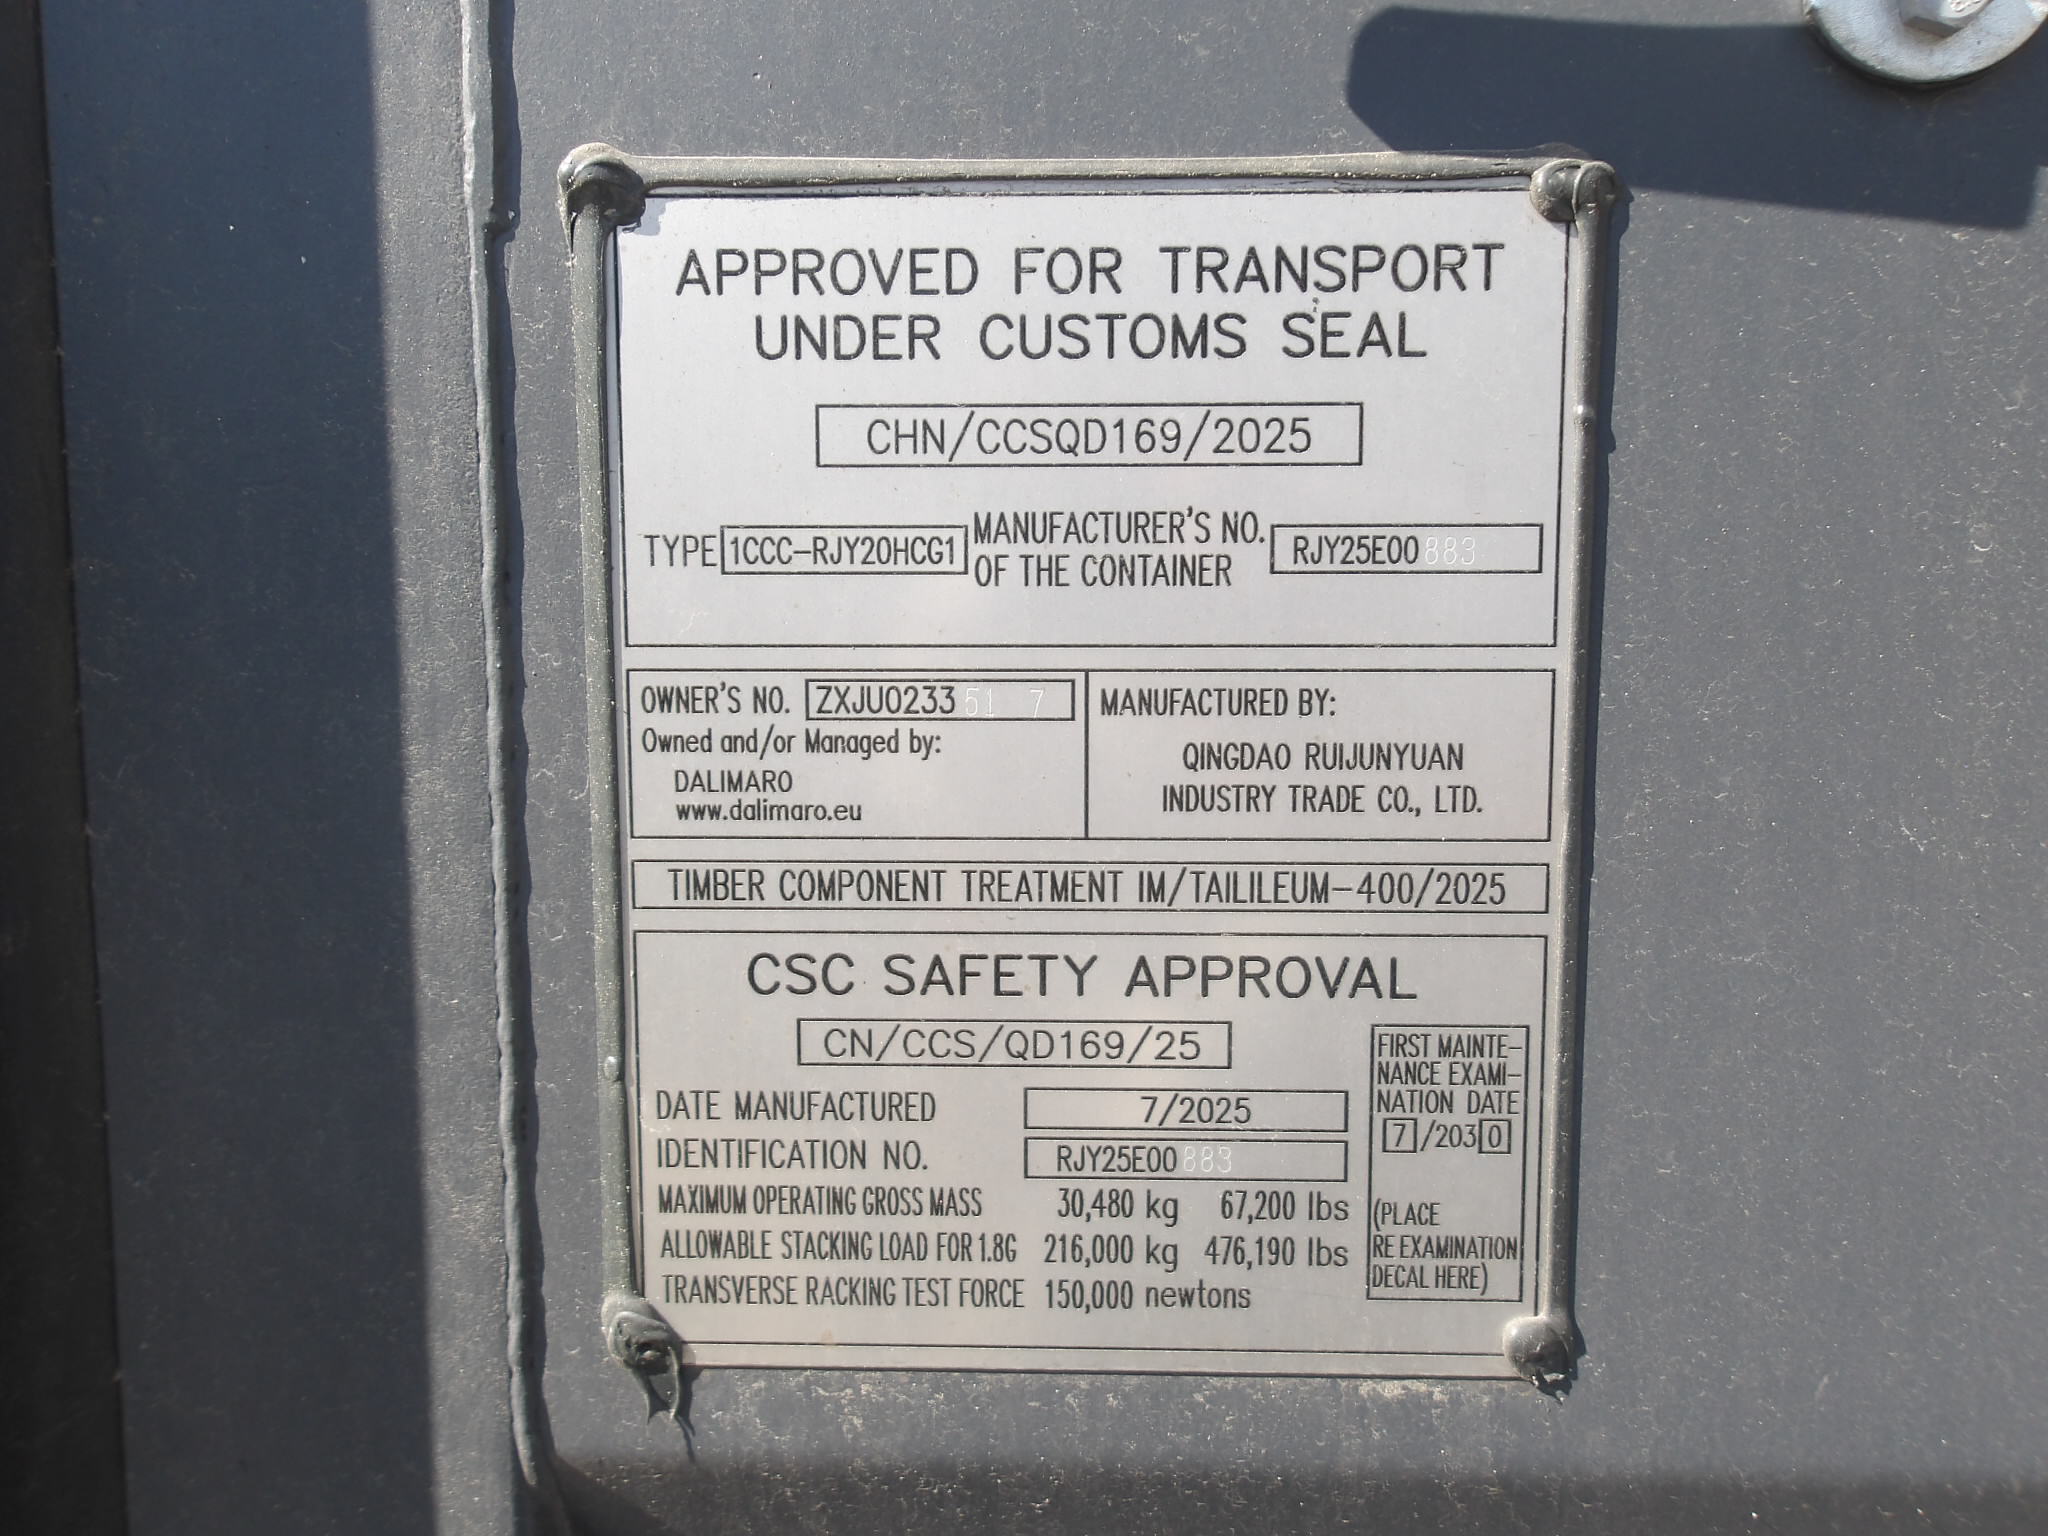 APPROVED FOR TRANSPORT
UNDER CUSTOMS SEAL
CHN/CCSQD169/2025
TYPE 1CCC-RJY20HCG1 MANUFACTURER'S NO. OF THE CONTAINER RJY25E00883
OWNER'S NO. ZXJU023351 7
Owned and/or Managed by:
DALIMARO
www.dalimaro.eu
MANUFACTURED BY:
QINGDAO RUIJUNYUAN
INDUSTRY TRADE CO., LTD.
TIMBER COMPONENT TREATMENT IM/TAILILEUM-400/2025
CSC SAFETY APPROVAL
CN/CCS/QD169/25
DATE MANUFACTURED 7/2025
IDENTIFICATION NO. RJY25E00883
MAXIMUM OPERATING GROSS MASS 30,480 kg 67,200 lbs
ALLOWABLE STACKING LOAD FOR 1.8G 216,000 kg 476,190 lbs
TRANSVERSE RACKING TEST FORCE 150,000 newtons
FIRST MAINTE-
NANCE EXAMI-
NATION DATE
7/2030
(PLACE
RE EXAMINATION
DECAL HERE)